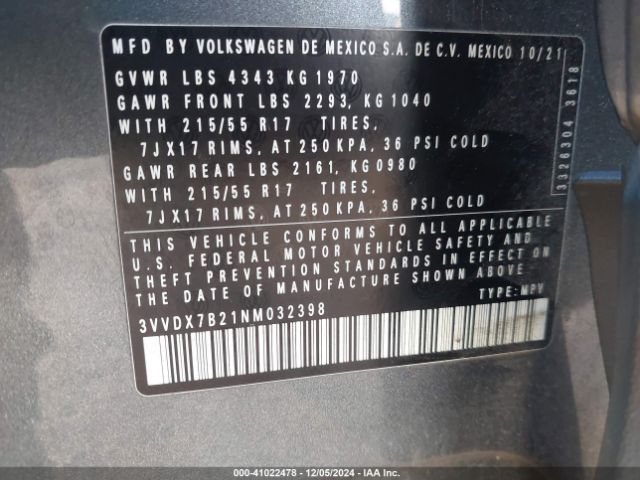 MFD BY VOLKSWAGEN DE MEXICO S.A. DE C.V. MEXICO 10/21
GVWR LBS 4343 KG 1970
GAWR FRONT LBS 2293, KG 1040
WITH 215/55 R17 TIRES,
7JX17 RIMS, AT 250 KPA, 36 PSI COLD
GAWR REAR LBS 2161, KG 0980
WITH 215/55 R17 TIRES,
7JX17 RIMS, AT 250KPA, 36 PSI COLD
THIS VEHICLE CONFORMS TO ALL APPLICABLE
U.S. FEDERAL MOTOR VEHICLE SAFETY AND
THEFT PREVENTION STANDARDS IN EFFECT ON
THE DATE OF MANUFACTURE SHOWN ABOVE
3VVDX7B21NM032398 TYPE: MPV
3326304 3618
000-41022478 - 12/05/2024 - IAA Inc.